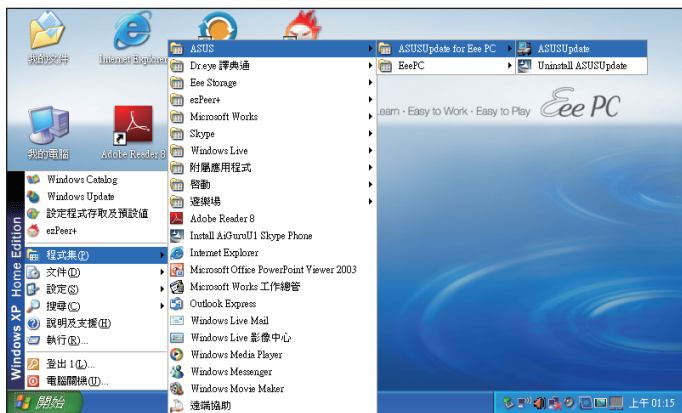 我的文件
Internet Explorer
我的電腦
Adobe Reader 8
Learn - Easy to Work - Easy to Play
Eee PC
Windows XP Home Edition
Windows Catalog
Windows Update
設定程式存取及預設值
ezPeer+
程式集(P)
文件(D)
設定(S)
搜尋(C)
說明及支援(H)
執行(R)...
登出 1(L)...
電腦關機(U)...
ASUS
Dr.eye 譯典通
Eee Storage
ezPeer+
Microsoft Works
Skype
Windows Live
附屬應用程式
啓動
遊樂場
Adobe Reader 8
Install AiGuruU1 Skype Phone
Internet Explorer
Microsoft Office PowerPoint Viewer 2003
Microsoft Works 工作總管
Outlook Express
Windows Live Mail
Windows Live 影像中心
Windows Media Player
Windows Messenger
Windows Movie Maker
遠端協助
ASUSUpdate for Eee PC
EeePC
ASUSUpdate
Uninstall ASUSUpdate
開始
上午 01:15